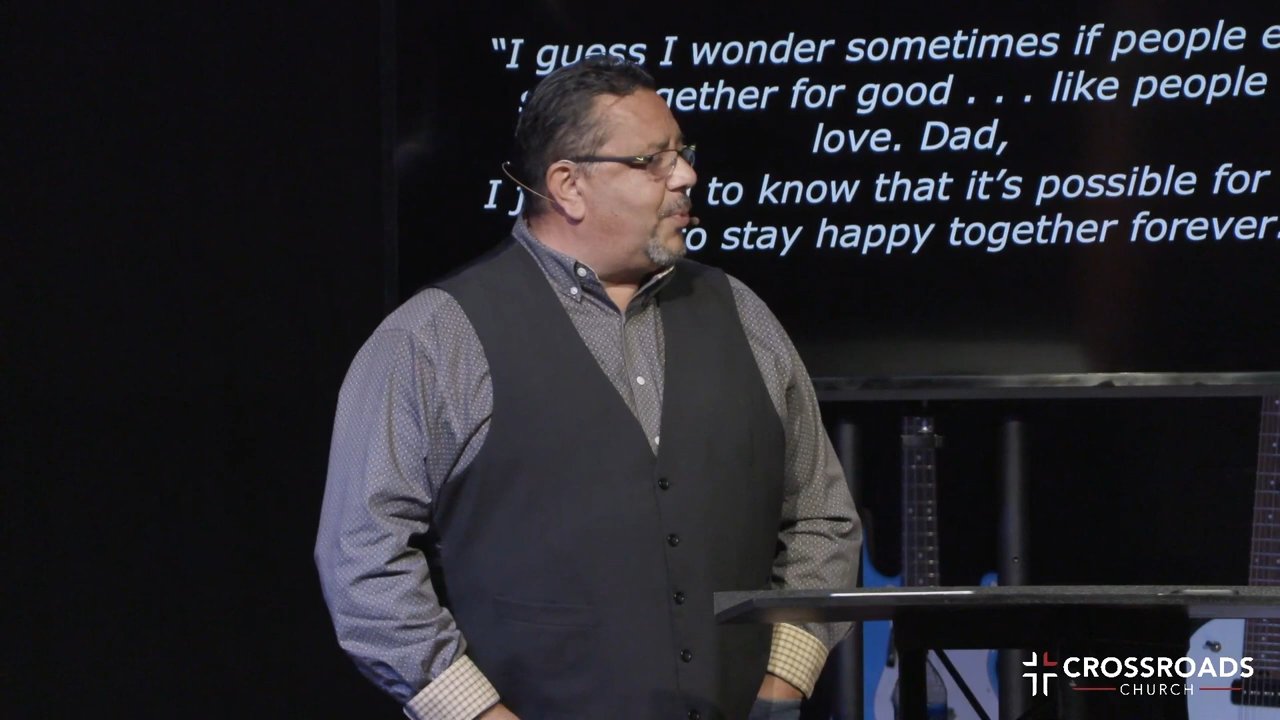 “I guess I wonder sometimes if people
gether for good . . . like people
love. Dad,
I to know that it’s possible for
stay happy together forever.
CROSSROADS
CHURCH